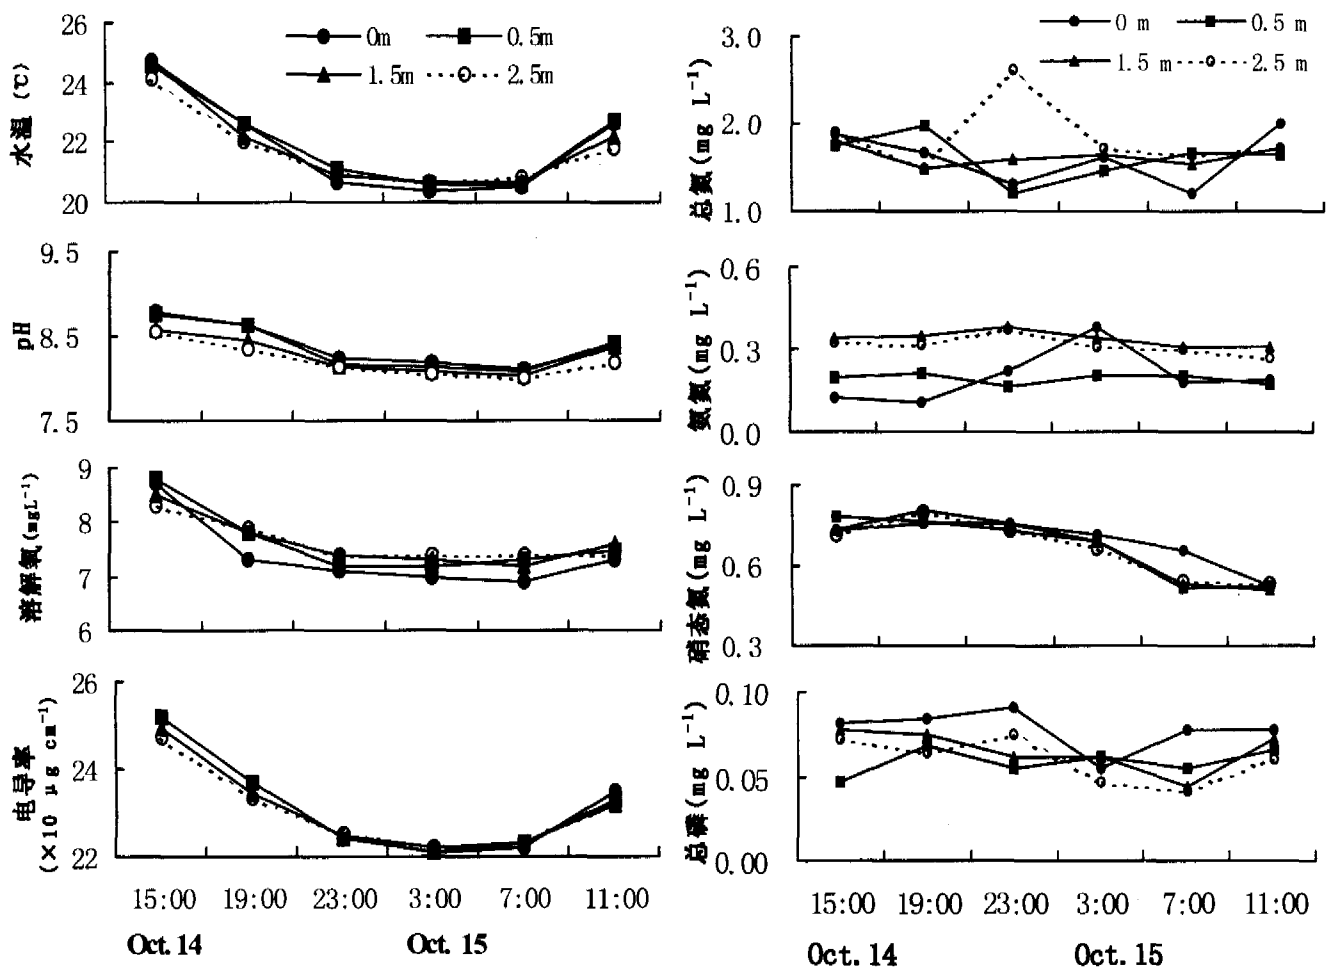 26
24
22
20
水温 (℃)
0m
0.5m
1.5m
2.5m
9.5
8.5
7.5
pH
9
8
7
6
溶解氧(mgL⁻¹)
26
24
22
电导率
(×10 μg cm⁻¹)
15:00 19:00 23:00 3:00 7:00 11:00
Oct. 14 Oct. 15
0 m
0.5 m
1.5 m
2.5 m
3.0
2.0
1.0
总氮(mg L⁻¹)
0.6
0.3
0.0
氨氮(mg L⁻¹)
0.9
0.6
0.3
硝态氮(mg L⁻¹)
0.10
0.05
0.00
总磷(mg L⁻¹)
15:00 19:00 23:00 3:00 7:00 11:00
Oct. 14 Oct. 15